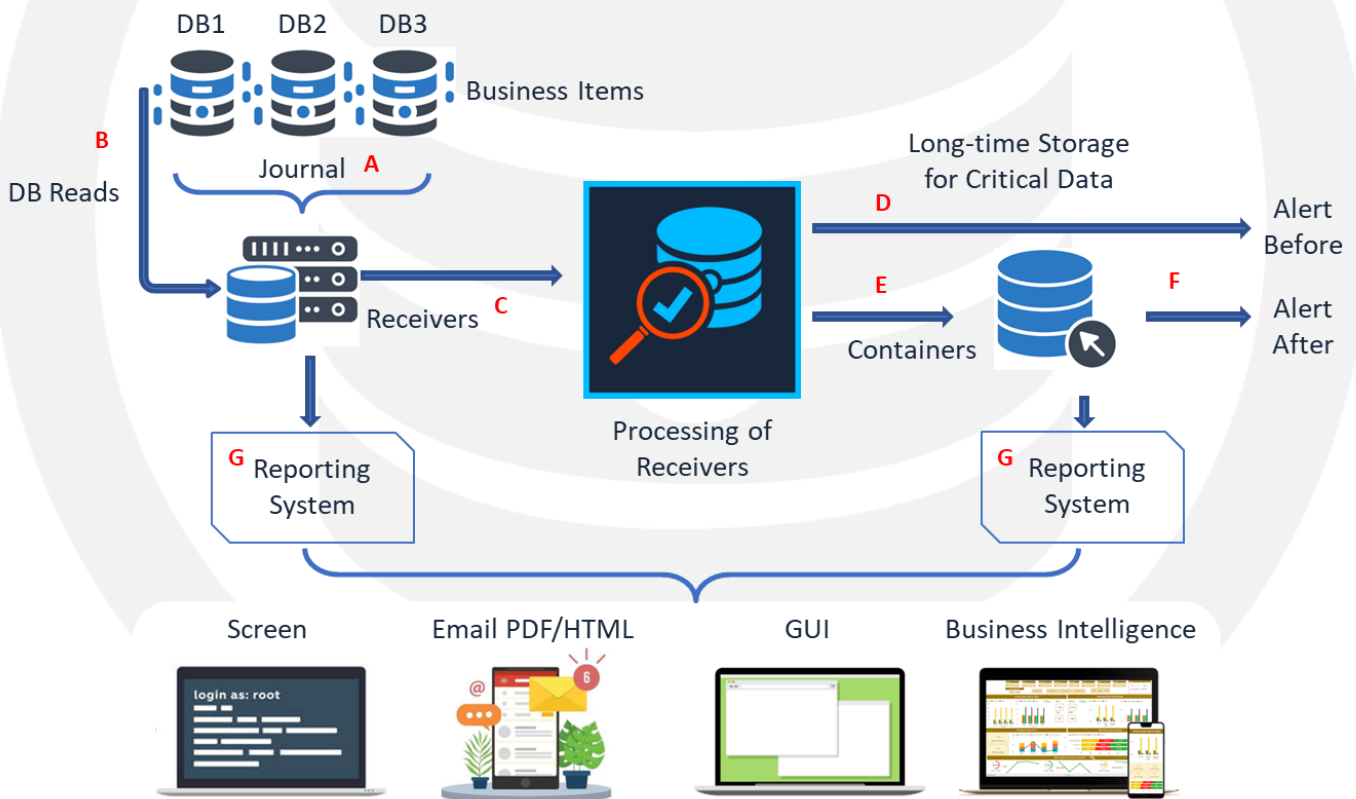 DB1 DB2 DB3
Business Items
B
Journal A
DB Reads
Long-time Storage
for Critical Data
D
Alert
Before
Receivers C
E
F
Containers
Alert
After
Processing of
Receivers
G Reporting
System
G Reporting
System
Screen
Email PDF/HTML
GUI
Business Intelligence
login as: root
@
6